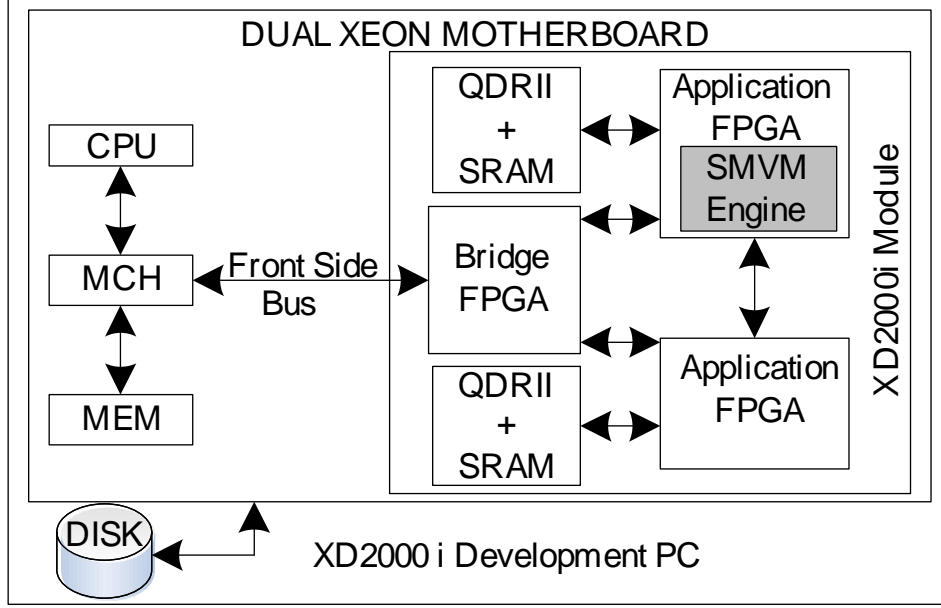 DUAL XEON MOTHERBOARD
CPU
MCH
MEM
Front Side
Bus
QDRII
+
SRAM
Bridge
FPGA
QDRII
+
SRAM
Application
FPGA
SMVM
Engine
Application
FPGA
XD2000i Module
DISK
XD2000 i Development PC